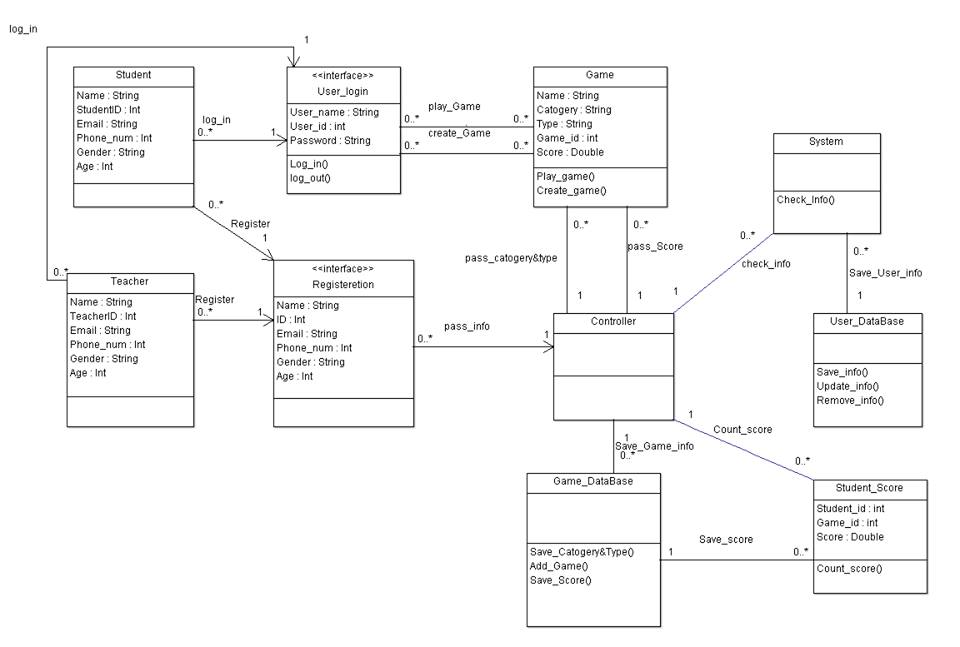 log_in
1
Student
Name : String
StudentID : Int
Email : String
Phone_num : Int
Gender : String
Age : Int
log_in
0..*
1
<<interface>>
User_login
User_name : String
User_id : int
Password : String
Log_in()
log_out()
play_Game
0..*
0..*
create_Game
0..*
0..*
Game
Name : String
Catogery : String
Type : String
Game_id : int
Score : Double
Play_game()
Create_game()
System
Check_Info()
0..*
Register
1
0..*
0..*
pass_catogery&type
pass_Score
1
1
0..*
check_info
1
0..*
Save_User_info
1
0..*
Teacher
Name : String
TeacherID : Int
Email : String
Phone_num : Int
Gender : String
Age : Int
Register
0..*
1
<<interface>>
Registeretion
Name : String
ID : Int
Email : String
Phone_num : Int
Gender : String
Age : Int
pass_info
0..*
1
Controller
User_DataBase
Save_info()
Update_info()
Remove_info()
1
Save_Game_info
0..*
1
Count_score
0..*
Game_DataBase
Save_Catogery&Type()
Add_Game()
Save_Score()
Save_score
1
0..*
Student_Score
Student_id : int
Game_id : int
Score : Double
Count_score()